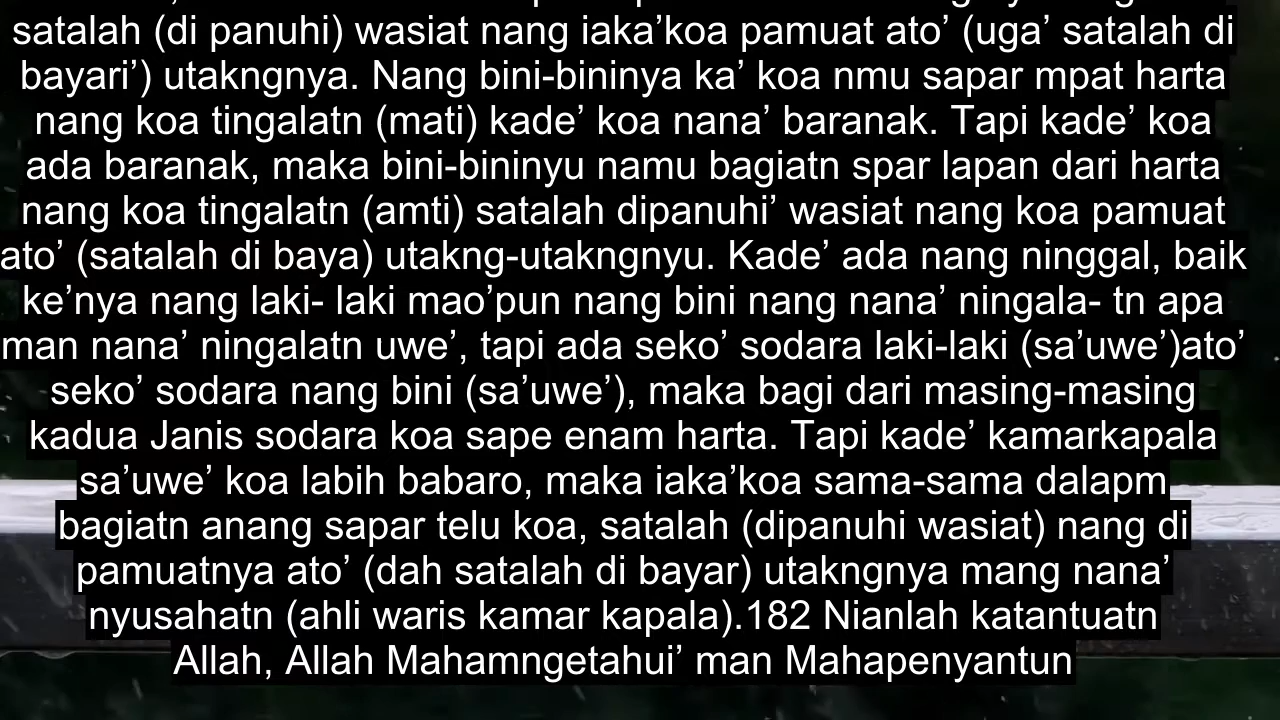 satalah (di panuhi) wasiat nang iaka’koa pamuat ato’ (uga’ satalah di
bayari’) utakngnya. Nang bini-bininya ka’ koa nmu sapar mpat harta
nang koa tingalatn (mati) kade’ koa nana’ baranak. Tapi kade’ koa
ada baranak, maka bini-bininyu namu bagiatn spar lapan dari harta
nang koa tingalatn (amti) satalah dipanuhi’ wasiat nang koa pamuat
ato’ (satalah di baya) utakng-utakngnyu. Kade’ ada nang ninggal, baik
ke’nya nang laki- laki mao’pun nang bini nang nana’ ningala- tn apa
man nana’ ningalatn uwe’, tapi ada seko’ sodara laki-laki (sa’uwe’)ato’
seko’ sodara nang bini (sa’uwe’), maka bagi dari masing-masing
kadua Janis sodara koa sape enam harta. Tapi kade’ kamarkapala
sa’uwe’ koa labih babaro, maka iaka’koa sama-sama dalapm
bagiatn anang sapar telu koa, satalah (dipanuhi wasiat) nang di
pamuatnya ato’ (dah satalah di bayar) utakngnya mang nana’
nyusahatn (ahli waris kamar kapala).182 Nianlah katantuatn
Allah, Allah Mahamngetahui’ man Mahapenyantun